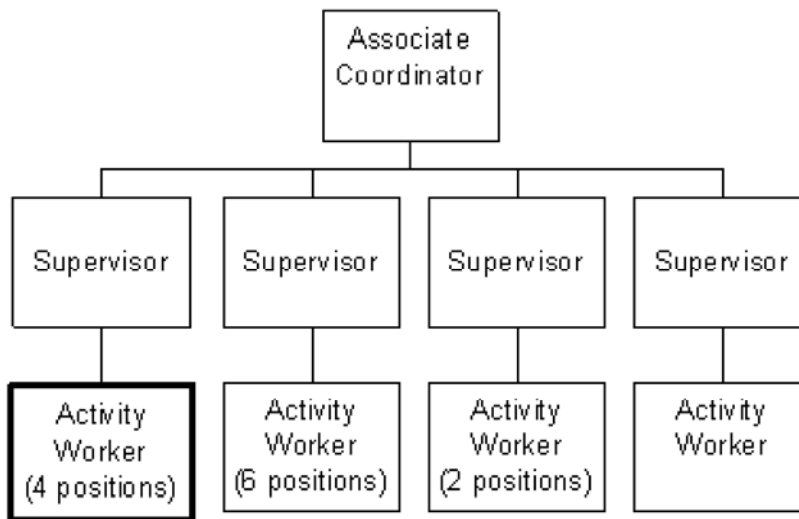 Associate
Coordinator
Supervisor
Supervisor
Supervisor
Supervisor
Activity
Worker
(4 positions)
Activity
Worker
(6 positions)
Activity
Worker
(2 positions)
Activity
Worker